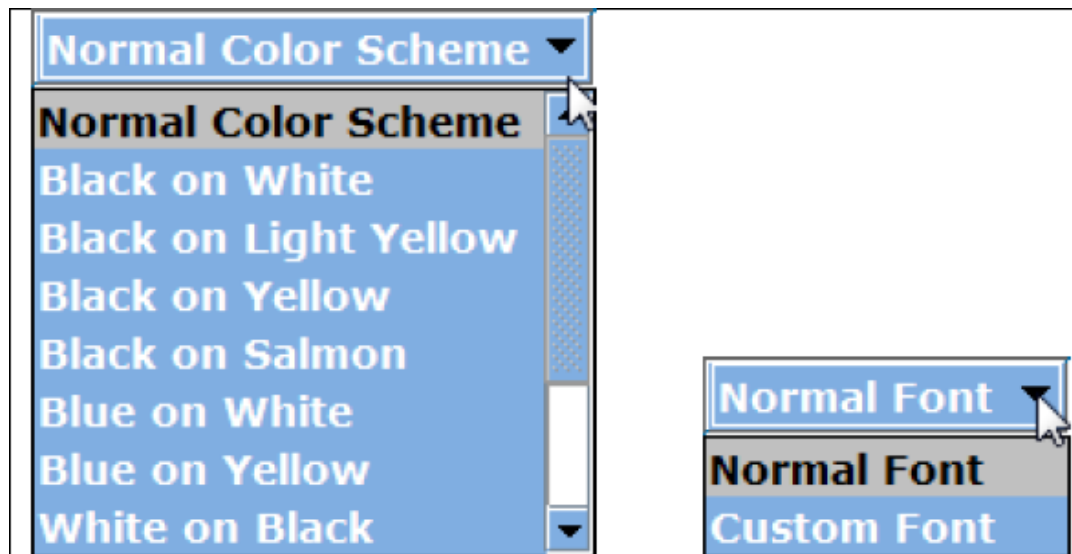 Normal Color Scheme
Normal Color Scheme
Black on White
Black on Light Yellow
Black on Yellow
Black on Salmon
Blue on White
Blue on Yellow
White on Black
Normal Font
Normal Font
Custom Font